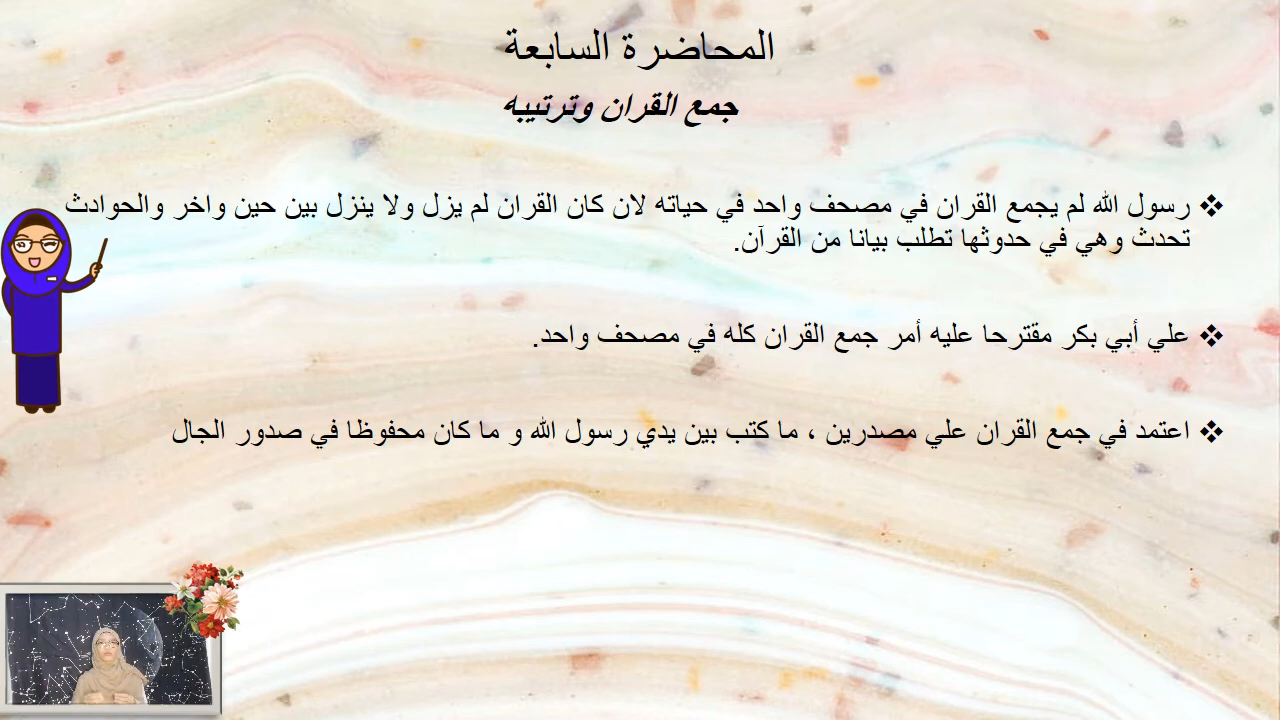 المحاضرة السابعة
جمع القران وترتيبه
❖ رسول الله لم يجمع القران في مصحف واحد في حياته لان كان القران لم يزل ولا ينزل بين حين واخر والحوادث
تحدث وهي في حدوثها تطلب بيانا من القرآن.
❖ علي أبي بكر مقترحا عليه أمر جمع القران كله في مصحف واحد.
❖ اعتمد في جمع القران علي مصدرين ، ما كتب بين يدي رسول الله و ما كان محفوظا في صدور الجال